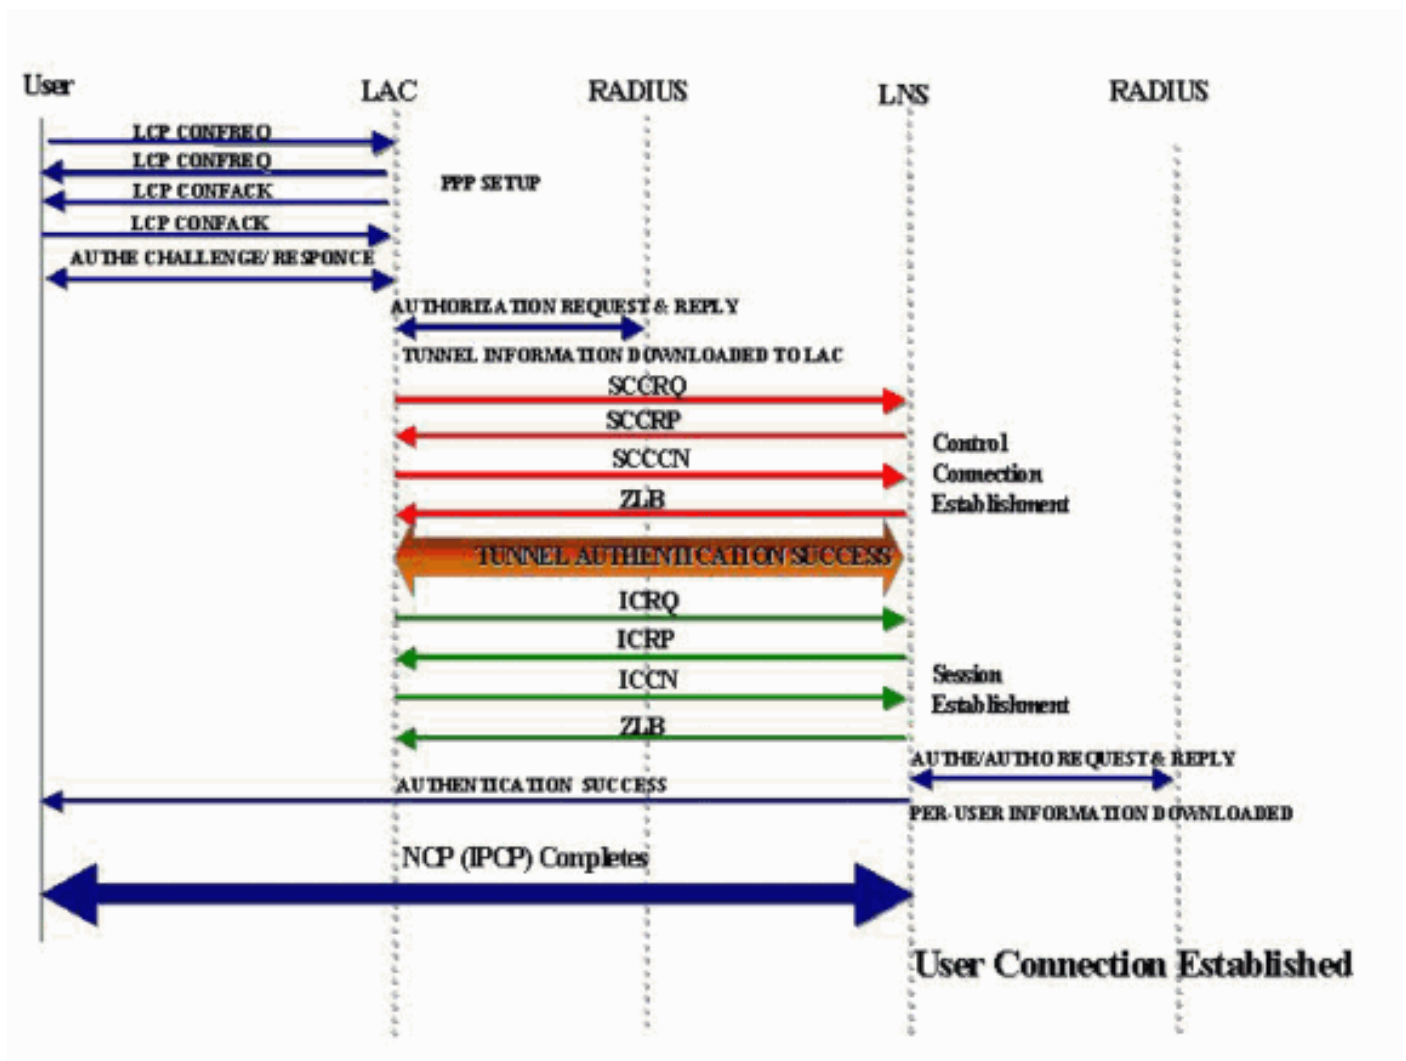 User
LAC
RADIUS
LNS
RADIUS
LCP CONFREQ
LCP CONFREQ
LCP CONFACK
PPP SETUP
LCP CONFACK
AUTHE CHALLENGE/ RESPONCE
AUTHORIZATION REQUEST & REPLY
TUNNEL INFORMATION DOWNLOADED TO LAC
SCCRQ
SCCRP
SCCCN
ZLB
Control
Connection
Establishment
TUNNEL AUTHENTICATION SUCCESS
ICRQ
ICRP
ICCN
ZLB
Session
Establishment
AUTHE/AUTHO REQUEST & REPLY
AUTHENTICATION SUCCESS
PER-USER INFORMATION DOWNLOADED
NCP (IPCP) Completes
User Connection Established